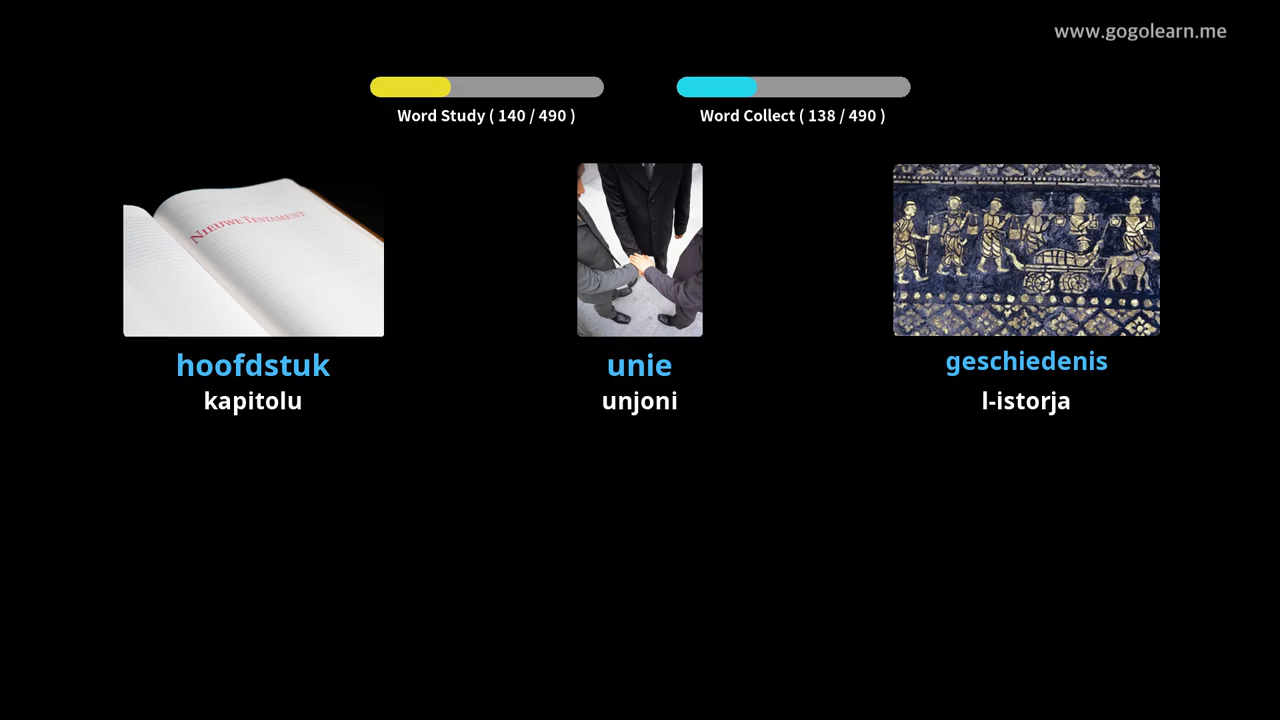 www.gogolearn.me
Word Study ( 140 / 490 )
Word Collect ( 138 / 490 )
NIEUWE TESTAMENT
hoofdstuk
unie
geschiedenis
kapitolu
unjoni
l-istorja